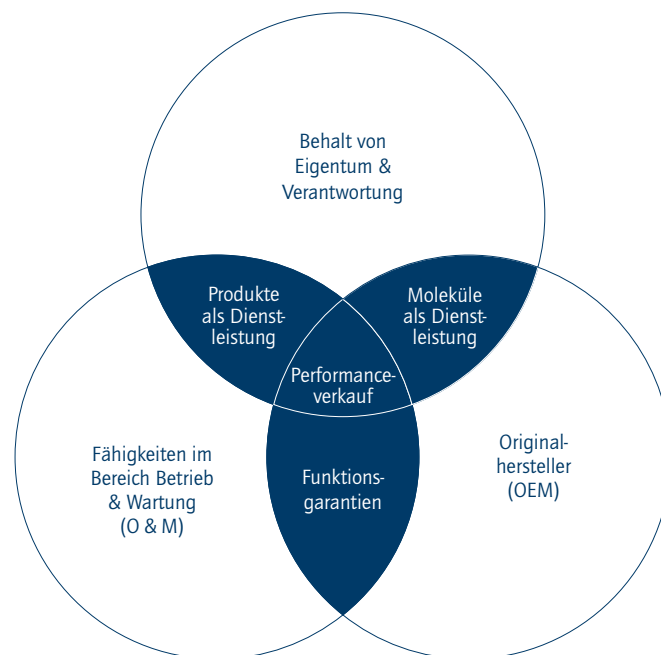 Behalt von
Eigentum &
Verantwortung
Produkte
als Dienst-
leistung
Moleküle
als Dienst-
leistung
Performance-
verkauf
Fähigkeiten im
Bereich Betrieb
& Wartung
(O & M)
Funktions-
garantien
Original-
hersteller
(OEM)